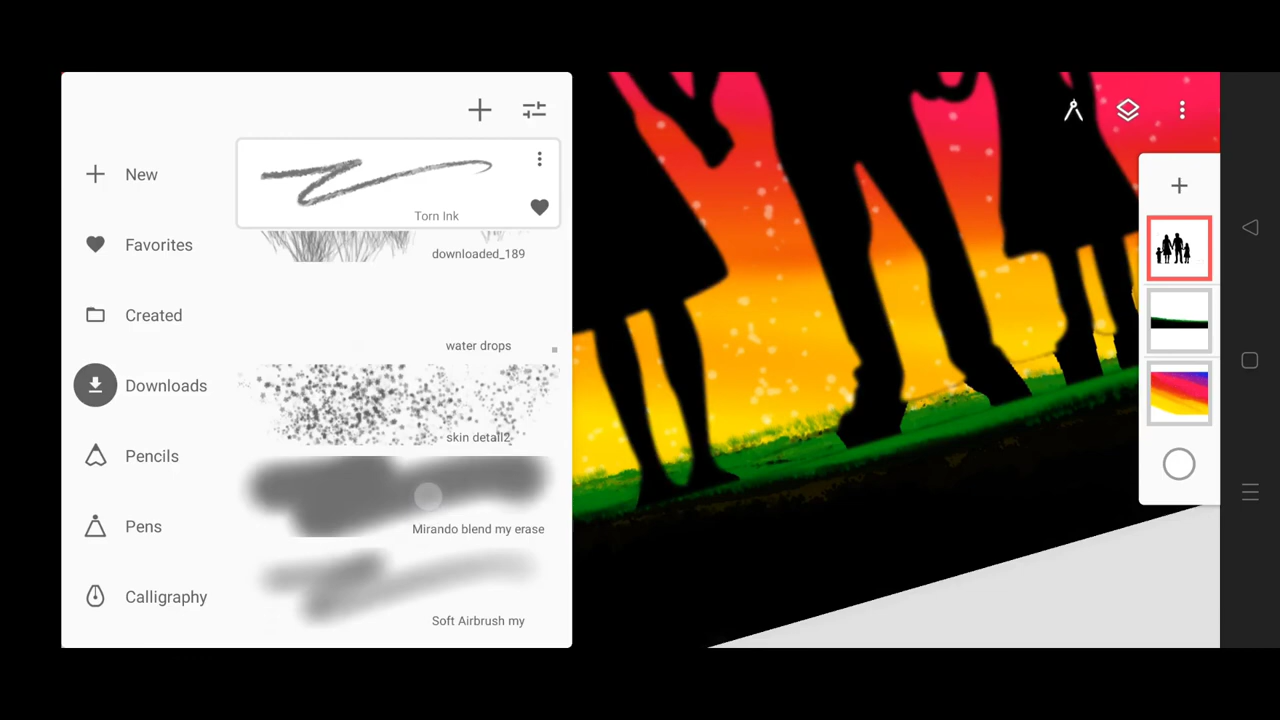 New
Torn Ink
Favorites
downloaded_189
Created
water drops
Downloads
skin detail2
Pencils
Pens
Mirando blend my erase
Calligraphy
Soft Airbrush my